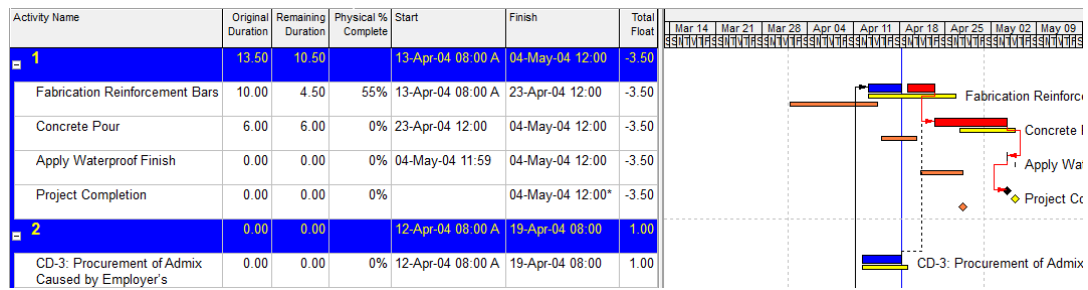 Activity Name Original Duration Remaining Duration Physical % Complete Start Finish Total Float
Mar 14 Mar 21 Mar 28 Apr 04 Apr 11 Apr 18 Apr 25 May 02 May 09
1 13.50 10.50 13-Apr-04 08:00 A 04-May-04 12:00 -3.50
Fabrication Reinforcement Bars 10.00 4.50 55% 13-Apr-04 08:00 A 23-Apr-04 12:00 -3.50 Fabrication Reinforce
Concrete Pour 6.00 6.00 0% 23-Apr-04 12:00 04-May-04 12:00 -3.50 Concrete
Apply Waterproof Finish 0.00 0.00 0% 04-May-04 11:59 04-May-04 12:00 -3.50 Apply Wat
Project Completion 0.00 0.00 0% 04-May-04 12:00* -3.50 Project Co
2 0.00 0.00 12-Apr-04 08:00 A 19-Apr-04 08:00 1.00
CD-3: Procurement of Admix 0.00 0.00 0% 12-Apr-04 08:00 A 19-Apr-04 08:00 1.00 CD-3: Procurement of Admix
Caused by Employer's